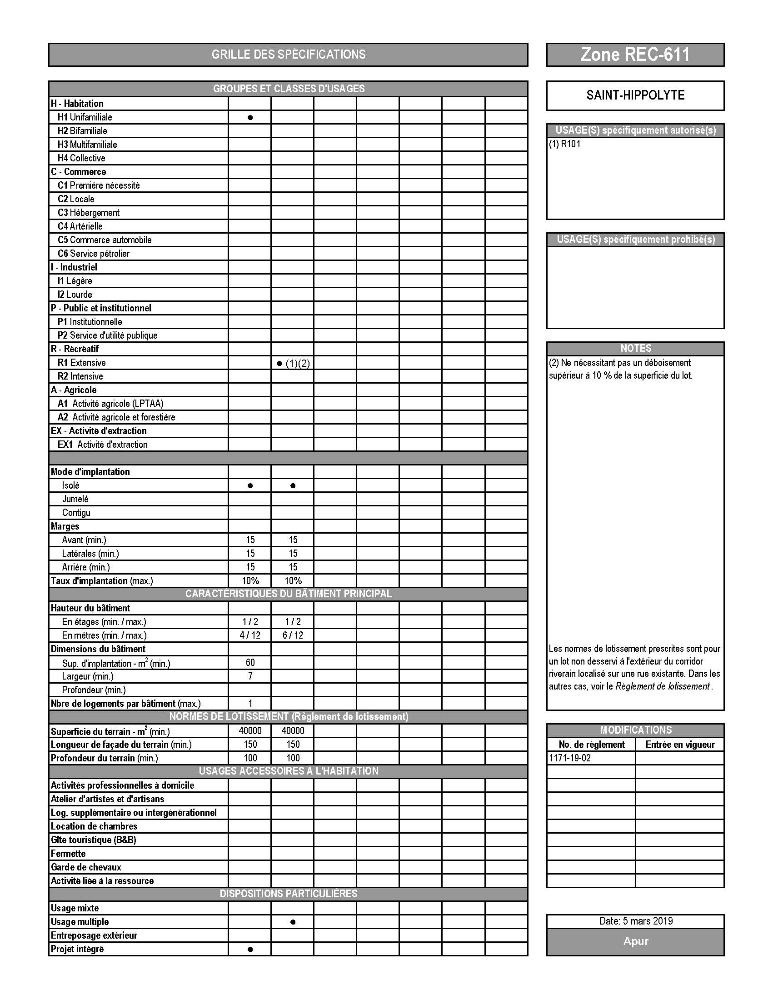 GRILLE DES SPÉCIFICATIONS
Zone REC-611
GROUPES ET CLASSES D'USAGES
H - Habitation
H1 Unifamiliale ●
H2 Bifamiliale
H3 Multifamiliale
H4 Collective
C - Commerce
C1 Première nécessité
C2 Locale
C3 Hébergement
C4 Artérielle
C5 Commerce automobile
C6 Service pétrolier
I - Industriel
I1 Légère
I2 Lourde
P - Public et institutionnel
P1 Institutionnelle
P2 Service d'utilité publique
R - Récréatif
R1 Extensive ● (1)(2)
R2 Intensive
A - Agricole
A1 Activité agricole (LPTAA)
A2 Activité agricole et forestière
EX - Activité d'extraction
EX1 Activité d'extraction
Mode d'implantation
Isolé ● ●
Jumelé
Contigu
Marges
Avant (min.) 15 15
Latérales (min.) 15 15
Arrière (min.) 15 15
Taux d'implantation (max.) 10% 10%
CARACTÉRISTIQUES DU BÂTIMENT PRINCIPAL
Hauteur du bâtiment
En étages (min. / max.) 1 / 2 1 / 2
En mètres (min. / max.) 4 / 12 6 / 12
Dimensions du bâtiment
Sup. d'implantation - m² (min.) 60
Largeur (min.) 7
Profondeur (min.)
Nbre de logements par bâtiment (max.) 1
NORMES DE LOTISSEMENT (Règlement de lotissement)
Superficie du terrain - m² (min.) 40000 40000
Longueur de façade du terrain (min.) 150 150
Profondeur du terrain (min.) 100 100
USAGES ACCESSOIRES À L'HABITATION
Activités professionnelles à domicile
Atelier d'artistes et d'artisans
Log. supplémentaire ou intergénérationnel
Location de chambres
Gîte touristique (B&B)
Fermette
Garde de chevaux
Activité liée à la ressource
DISPOSITIONS PARTICULIÈRES
Usage mixte
Usage multiple ●
Entreposage extérieur
Projet intégré ●
SAINT-HIPPOLYTE
USAGE(S) spécifiquement autorisé(s)
(1) R101
USAGE(S) spécifiquement prohibé(s)
NOTES
(2) Ne nécessitant pas un déboisement
supérieur à 10 % de la superficie du lot.
Les normes de lotissement prescrites sont pour
un lot non desservi à l'extérieur du corridor
riverain localisé sur une rue existante. Dans les
autres cas, voir le Règlement de lotissement .
MODIFICATIONS
No. de règlement Entrée en vigueur
1171-19-02
Date: 5 mars 2019
Apur